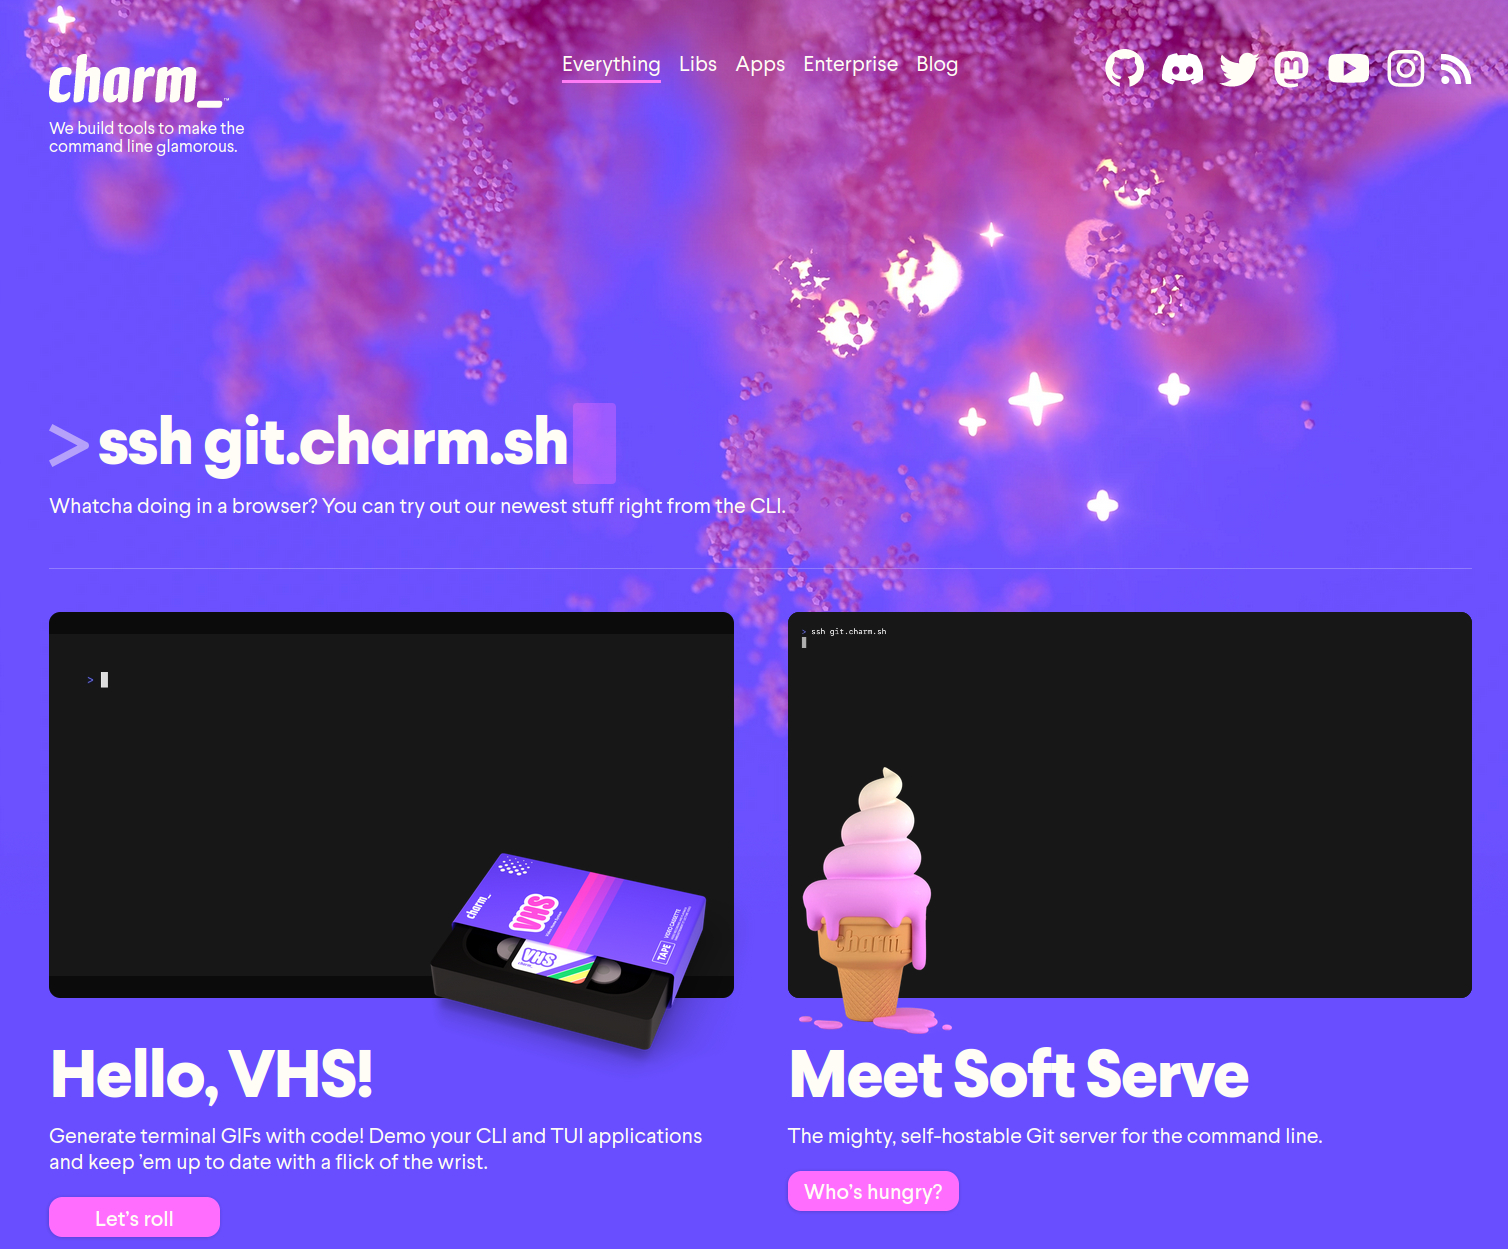 charm_™
We build tools to make the
command line glamorous.
Everything Libs Apps Enterprise Blog
> ssh git.charm.sh
Whatcha doing in a browser? You can try out our newest stuff right from the CLI.
>
> ssh git.charm.sh
charm_
VHS
TAPE
VIDEO CASSETTE
VHS
charm_
Hello, VHS!
Generate terminal GIFs with code! Demo your CLI and TUI applications
and keep ’em up to date with a flick of the wrist.
Let’s roll
Meet Soft Serve
The mighty, self-hostable Git server for the command line.
Who’s hungry?